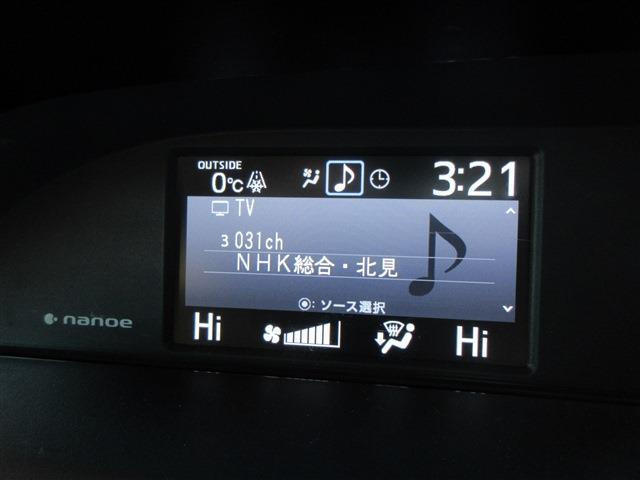 OUTSIDE
0℃
3:21
TV
3 031ch
NHK総合・北見
◉: ソース選択
nanoe
Hi
Hi